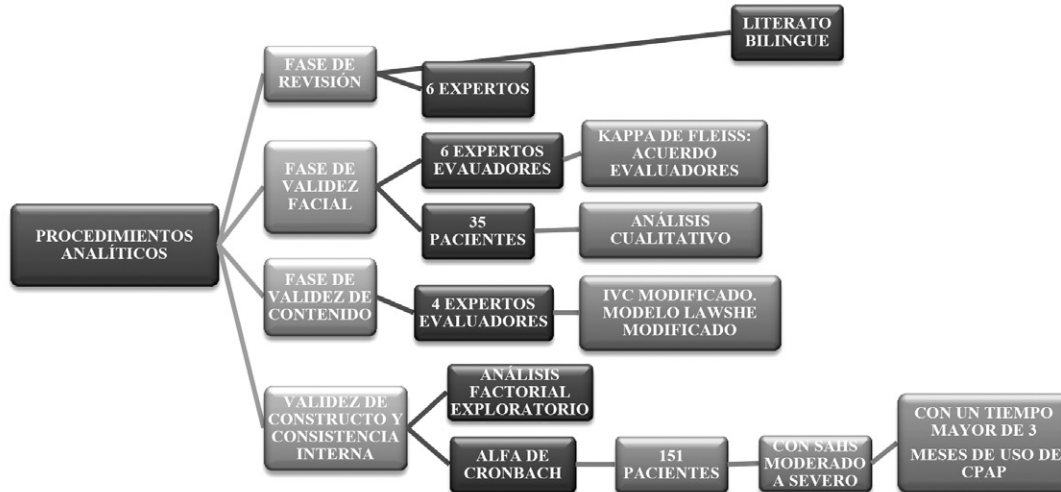 PROCEDIMIENTOS
ANALÍTICOS
FASE DE
REVISIÓN
LITERATO
BILINGUE
6 EXPERTOS
FASE DE
VALIDEZ
FACIAL
6 EXPERTOS
EVAUADORES
KAPPA DE FLEISS:
ACUERDO
EVALUADORES
35
PACIENTES
ANÁLISIS
CUALITATIVO
FASE DE
VALIDEZ DE
CONTENIDO
4 EXPERTOS
EVALUADORES
IVC MODIFICADO.
MODELO LAWSHE
MODIFICADO
VALIDEZ DE
CONSTRUCTO Y
CONSISTENCIA
INTERNA
ANÁLISIS
FACTORIAL
EXPLORATORIO
ALFA DE
CRONBACH
151
PACIENTES
CON SAHS
MODERADO
A SEVERO
CON UN TIEMPO
MAYOR DE 3
MESES DE USO DE
CPAP